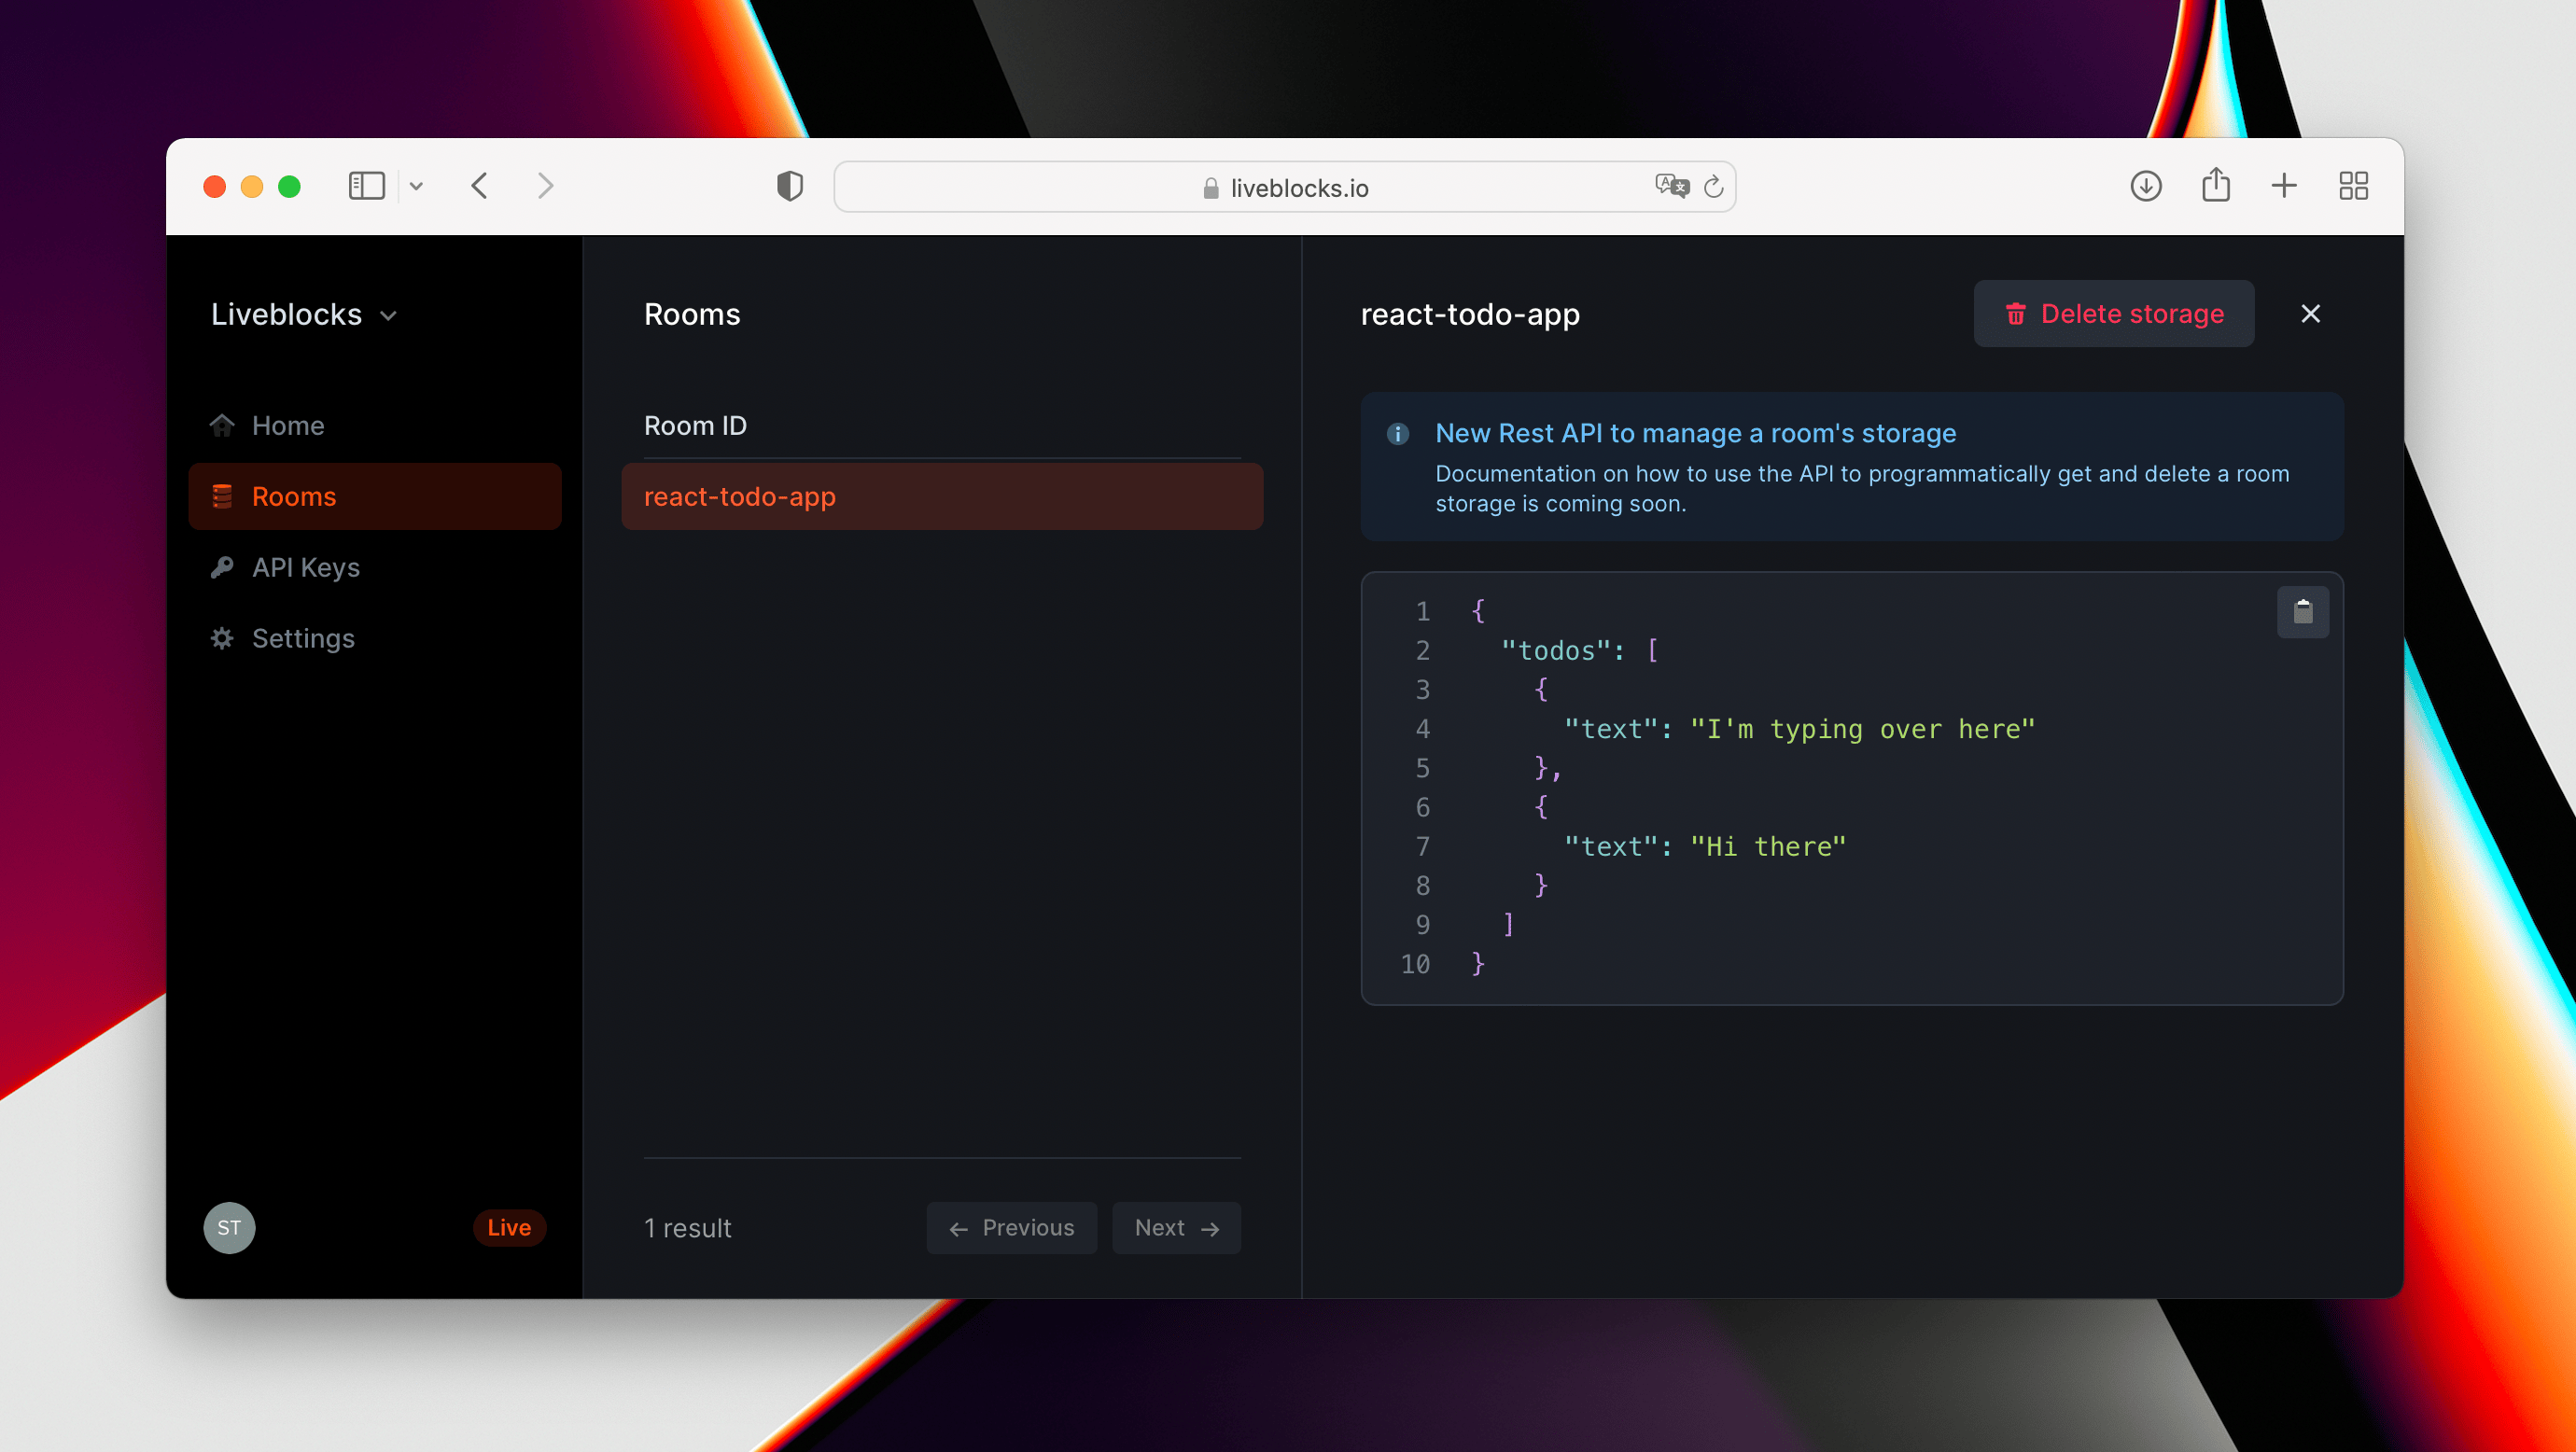 liveblocks.io
Liveblocks
Home
Rooms
API Keys
Settings
ST
Live
Rooms
Room ID
react-todo-app
1 result
← Previous
Next →
react-todo-app
Delete storage
New Rest API to manage a room's storage
Documentation on how to use the API to programmatically get and delete a room
storage is coming soon.
1 {
2   "todos": [
3     {
4       "text": "I'm typing over here"
5     },
6     {
7       "text": "Hi there"
8     }
9   ]
10 }